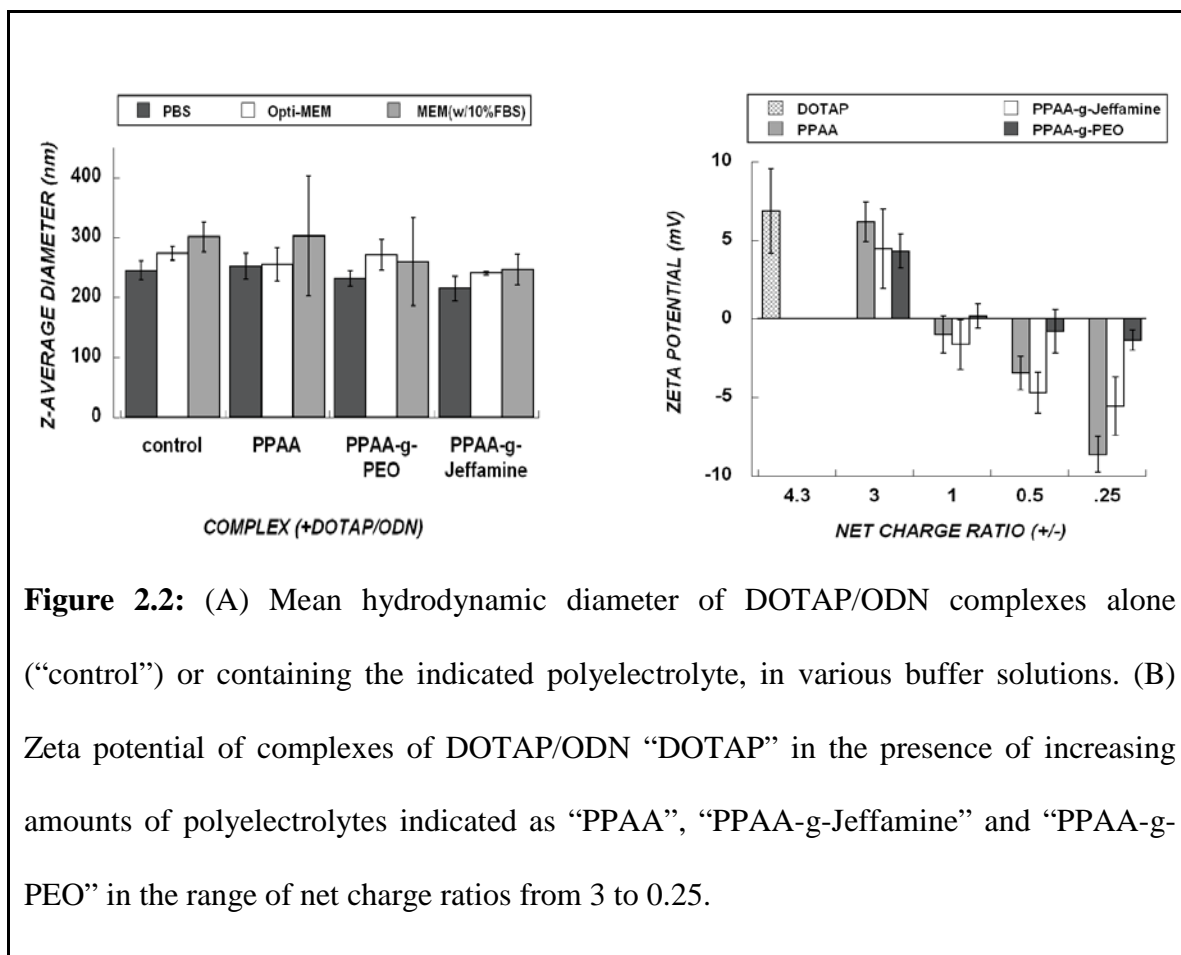 PBS Opti-MEM MEM(w/10%FBS)
Z-AVERAGE DIAMETER (nm)
400
300
200
100
0
control PPAA PPAA-g- PPAA-g-
PEO Jeffamine
COMPLEX (+DOTAP/ODN)
DOTAP PPAA-g-Jeffamine
PPAA PPAA-g-PEO
ZETA POTENTIAL (mV)
10
5
0
-5
-10
4.3 3 1 0.5 .25
NET CHARGE RATIO (+/-)
Figure 2.2: (A) Mean hydrodynamic diameter of DOTAP/ODN complexes alone
(“control”) or containing the indicated polyelectrolyte, in various buffer solutions. (B)
Zeta potential of complexes of DOTAP/ODN “DOTAP” in the presence of increasing
amounts of polyelectrolytes indicated as “PPAA”, “PPAA-g-Jeffamine” and “PPAA-g-
PEO” in the range of net charge ratios from 3 to 0.25.